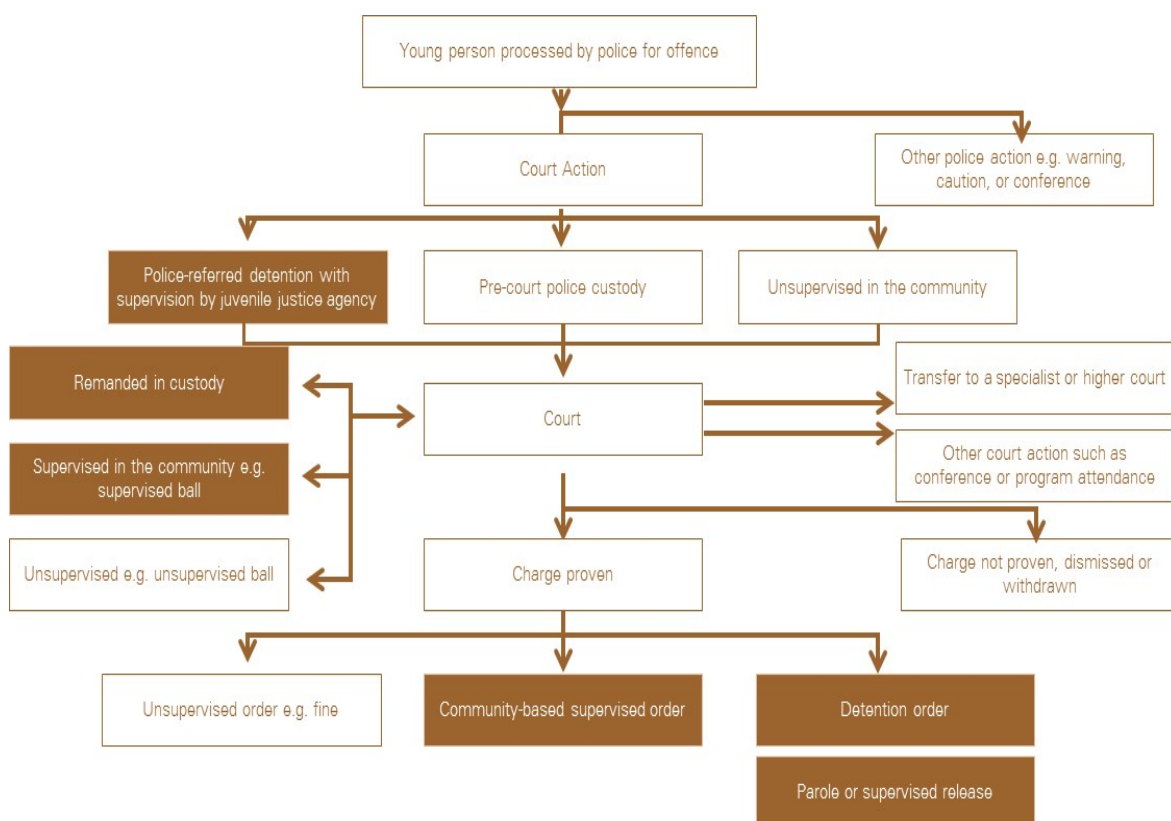 Young person processed by police for offence
Court Action
Other police action e.g. warning,
caution, or conference
Police-referred detention with
supervision by juvenile justice agency
Pre-court police custody
Unsupervised in the community
Remanded in custody
Transfer to a specialist or higher court
Court
Supervised in the community e.g.
supervised ball
Other court action such as
conference or program attendance
Unsupervised e.g. unsupervised ball
Charge proven
Charge not proven, dismissed or
withdrawn
Unsupervised order e.g. fine
Community-based supervised order
Detention order
Parole or supervised release